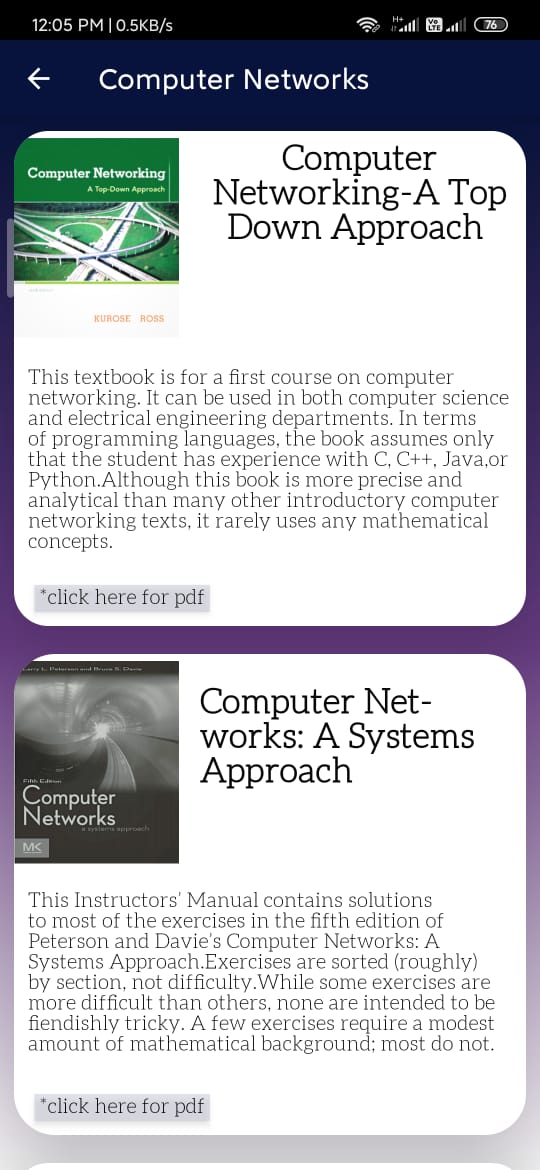 12:05 PM | 0.5KB/s
H+
Vo
LTE
76
Computer Networks
Computer Networking
A Top-Down Approach
KUROSE ROSS
Computer
Networking-A Top
Down Approach
This textbook is for a first course on computer
networking. It can be used in both computer science
and electrical engineering departments. In terms
of programming languages, the book assumes only
that the student has experience with C, C++, Java,or
Python.Although this book is more precise and
analytical than many other introductory computer
networking texts, it rarely uses any mathematical
concepts.
*click here for pdf
Larry L. Peterson and Bruce S. Davie
Fifth Edition
Computer
Networks
a systems approach
MK
Computer Net-
works: A Systems
Approach
This Instructors' Manual contains solutions
to most of the exercises in the fifth edition of
Peterson and Davie's Computer Networks: A
Systems Approach.Exercises are sorted (roughly)
by section, not difficulty.While some exercises are
more difficult than others, none are intended to be
fiendishly tricky. A few exercises require a modest
amount of mathematical background; most do not.
*click here for pdf